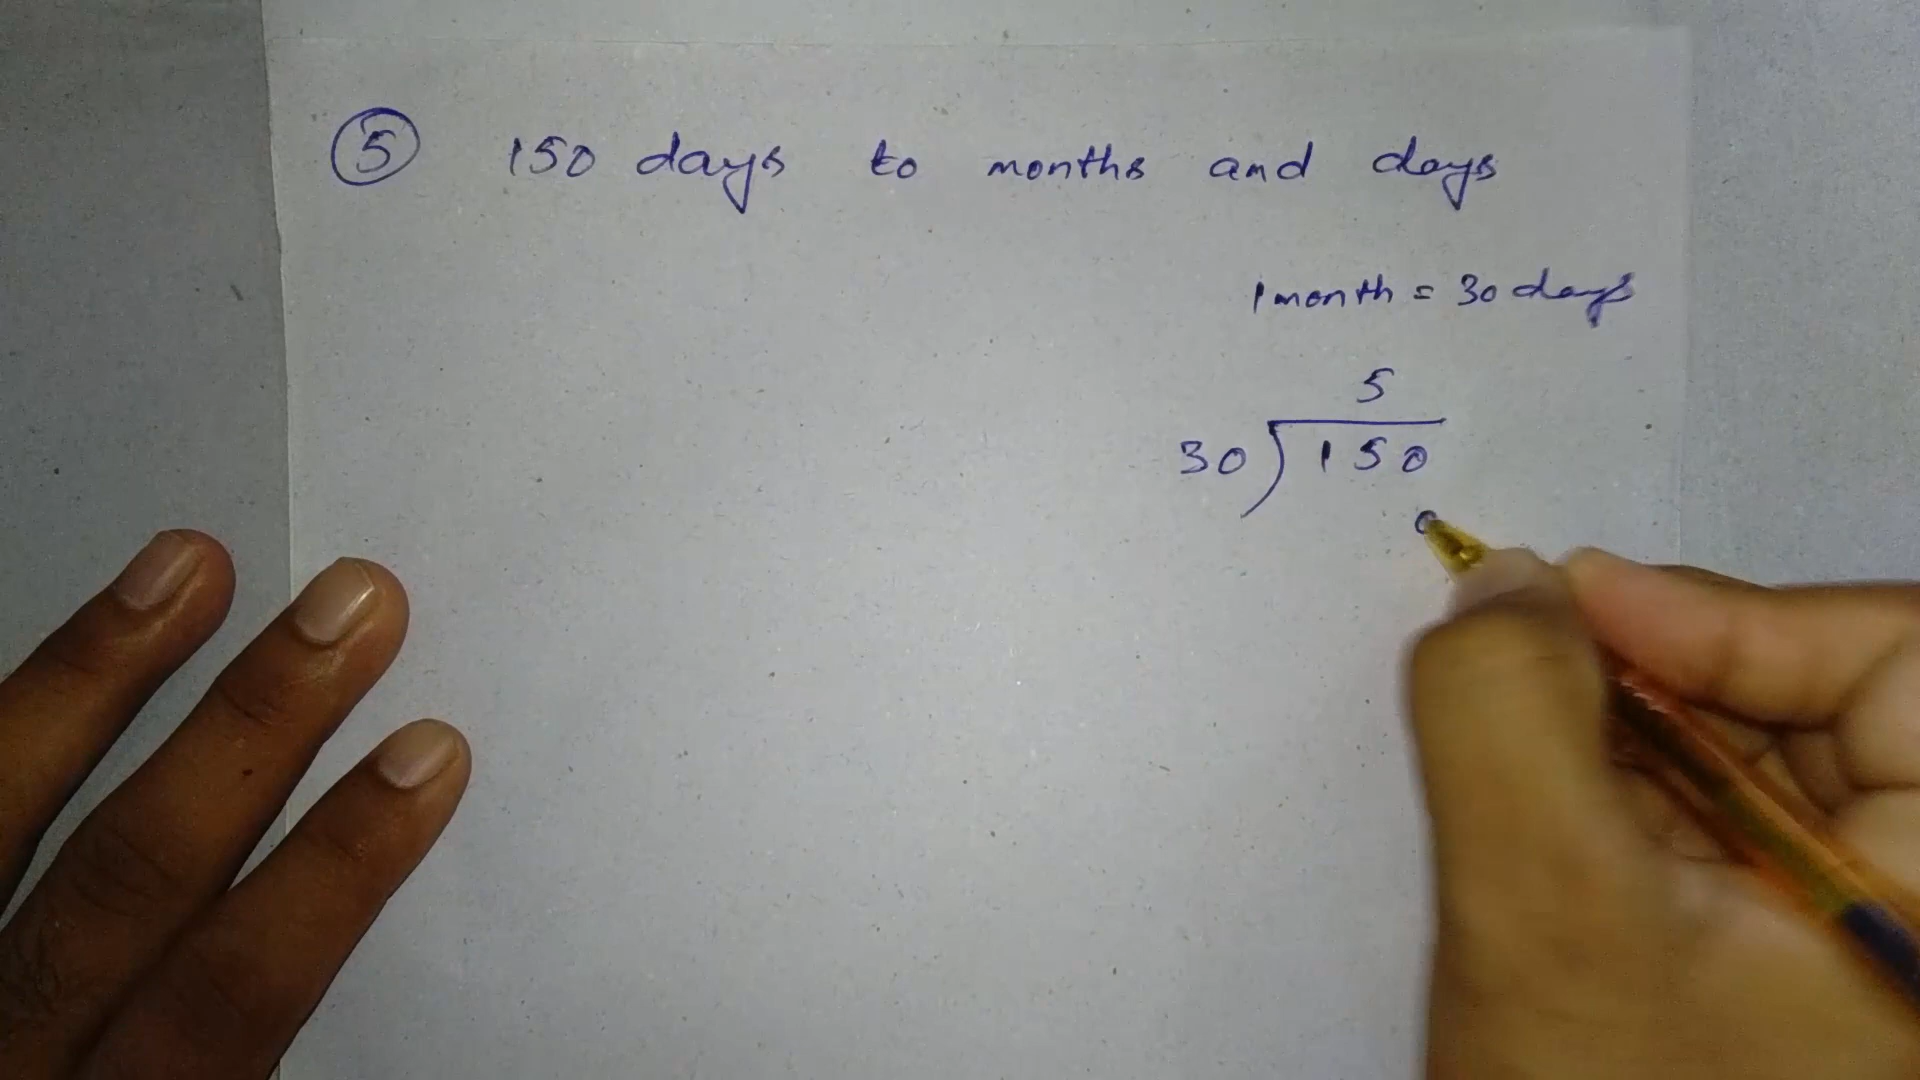 5 150 days to months and days
1 month = 30 days
5
30 150
0